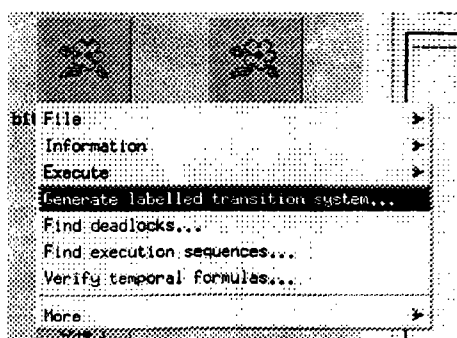 File
Information
Execute
Generate labelled transition system...
Find deadlocks...
Find execution sequences...
Verify temporal formulas...
More